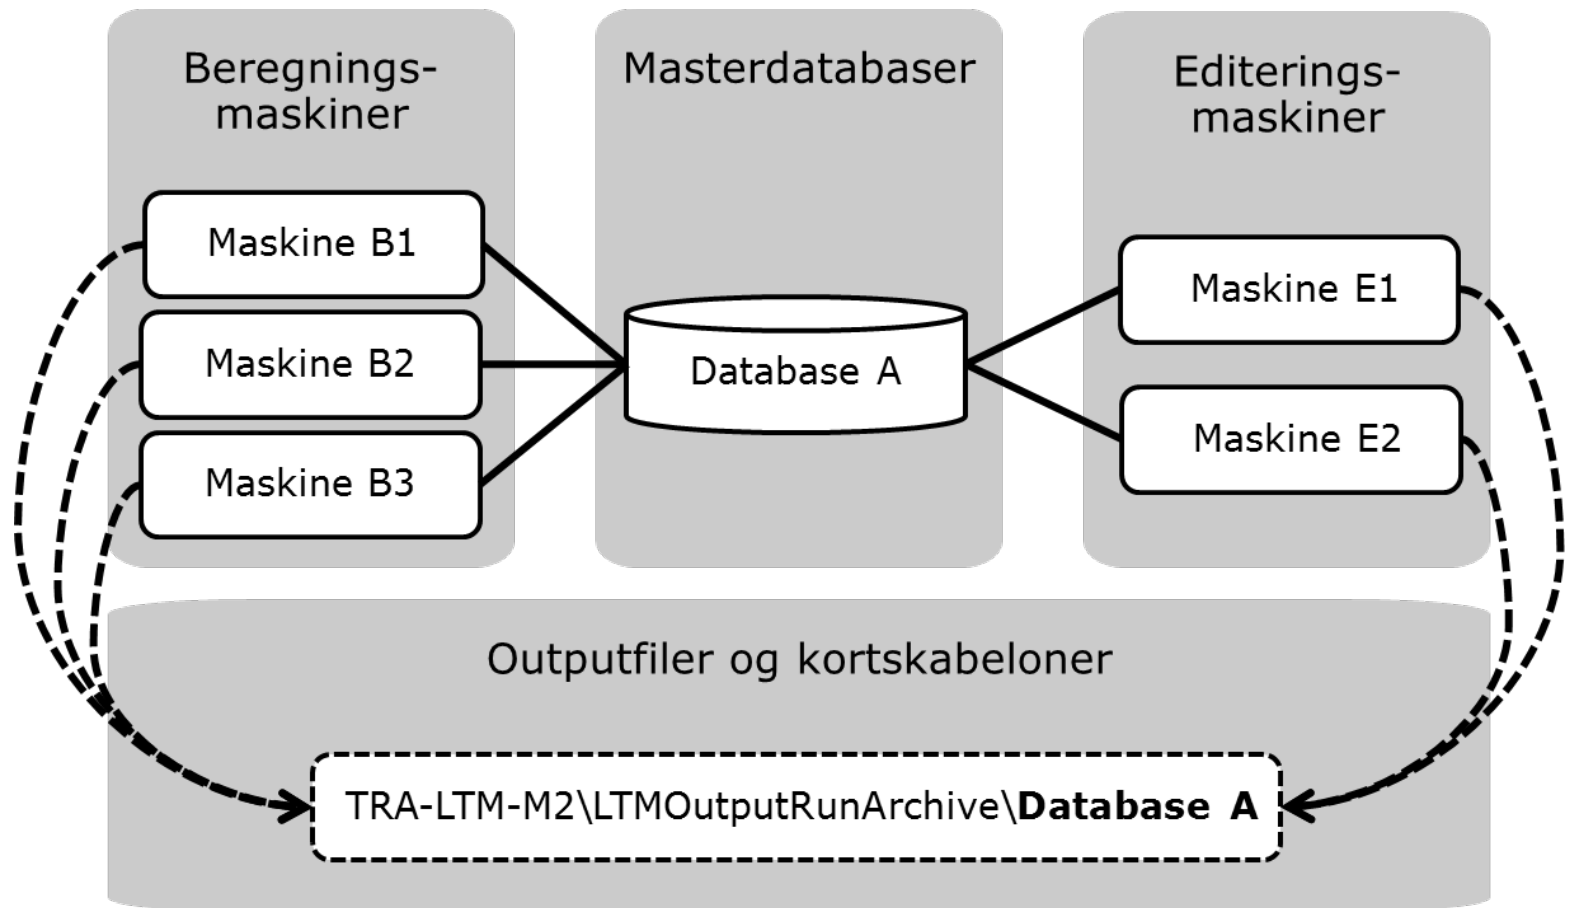 Beregnings-
maskiner
Masterdatabaser
Editerings-
maskiner
Maskine B1
Maskine B2
Maskine B3
Database A
Maskine E1
Maskine E2
Outputfiler og kortskabeloner
TRA-LTM-M2\LTMOutputRunArchive\Database A